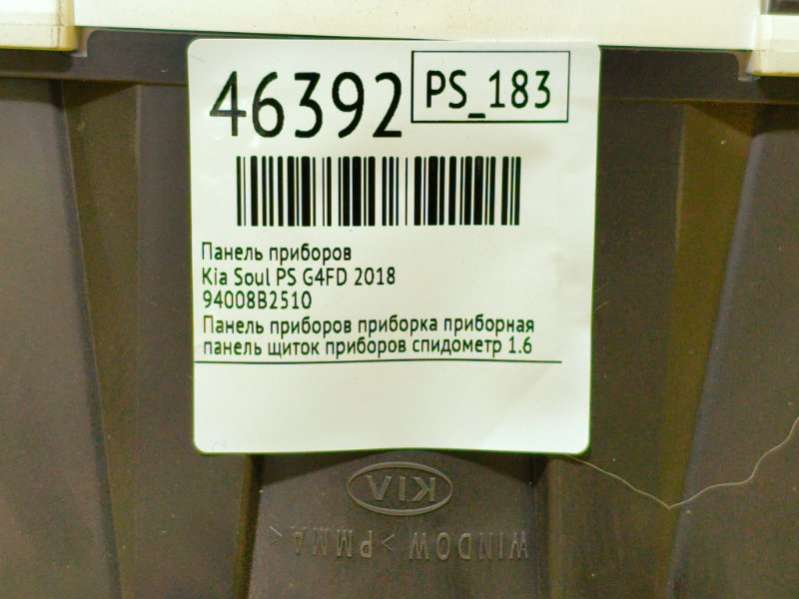 46392
PS_183
Панель приборов
Kia Soul PS G4FD 2018
94008B2510
Панель приборов приборка приборная
панель щиток приборов спидометр 1.6
KIA
WINDOW >PMMA<